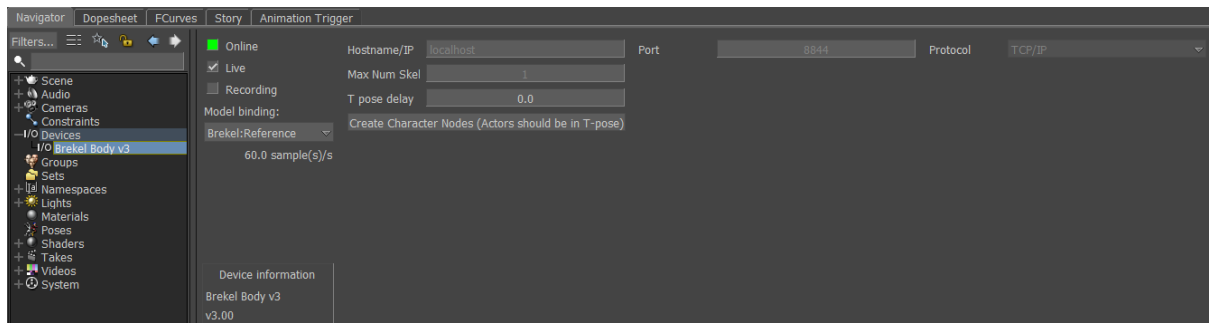 Navigator Dopesheet FCurves Story Animation Trigger
Filters...
Scene
Audio
Cameras
Constraints
I/O Devices
I/O Brekel Body v3
Groups
Sets
Namespaces
Lights
Materials
Poses
Shaders
Takes
Videos
System
Online
Live
Recording
Model binding:
Brekel:Reference
60.0 sample(s)/s
Hostname/IP localhost Port 8844 Protocol TCP/IP
Max Num Skel 1
T pose delay 0.0
Create Character Nodes (Actors should be in T-pose)
Device information
Brekel Body v3
v3.00